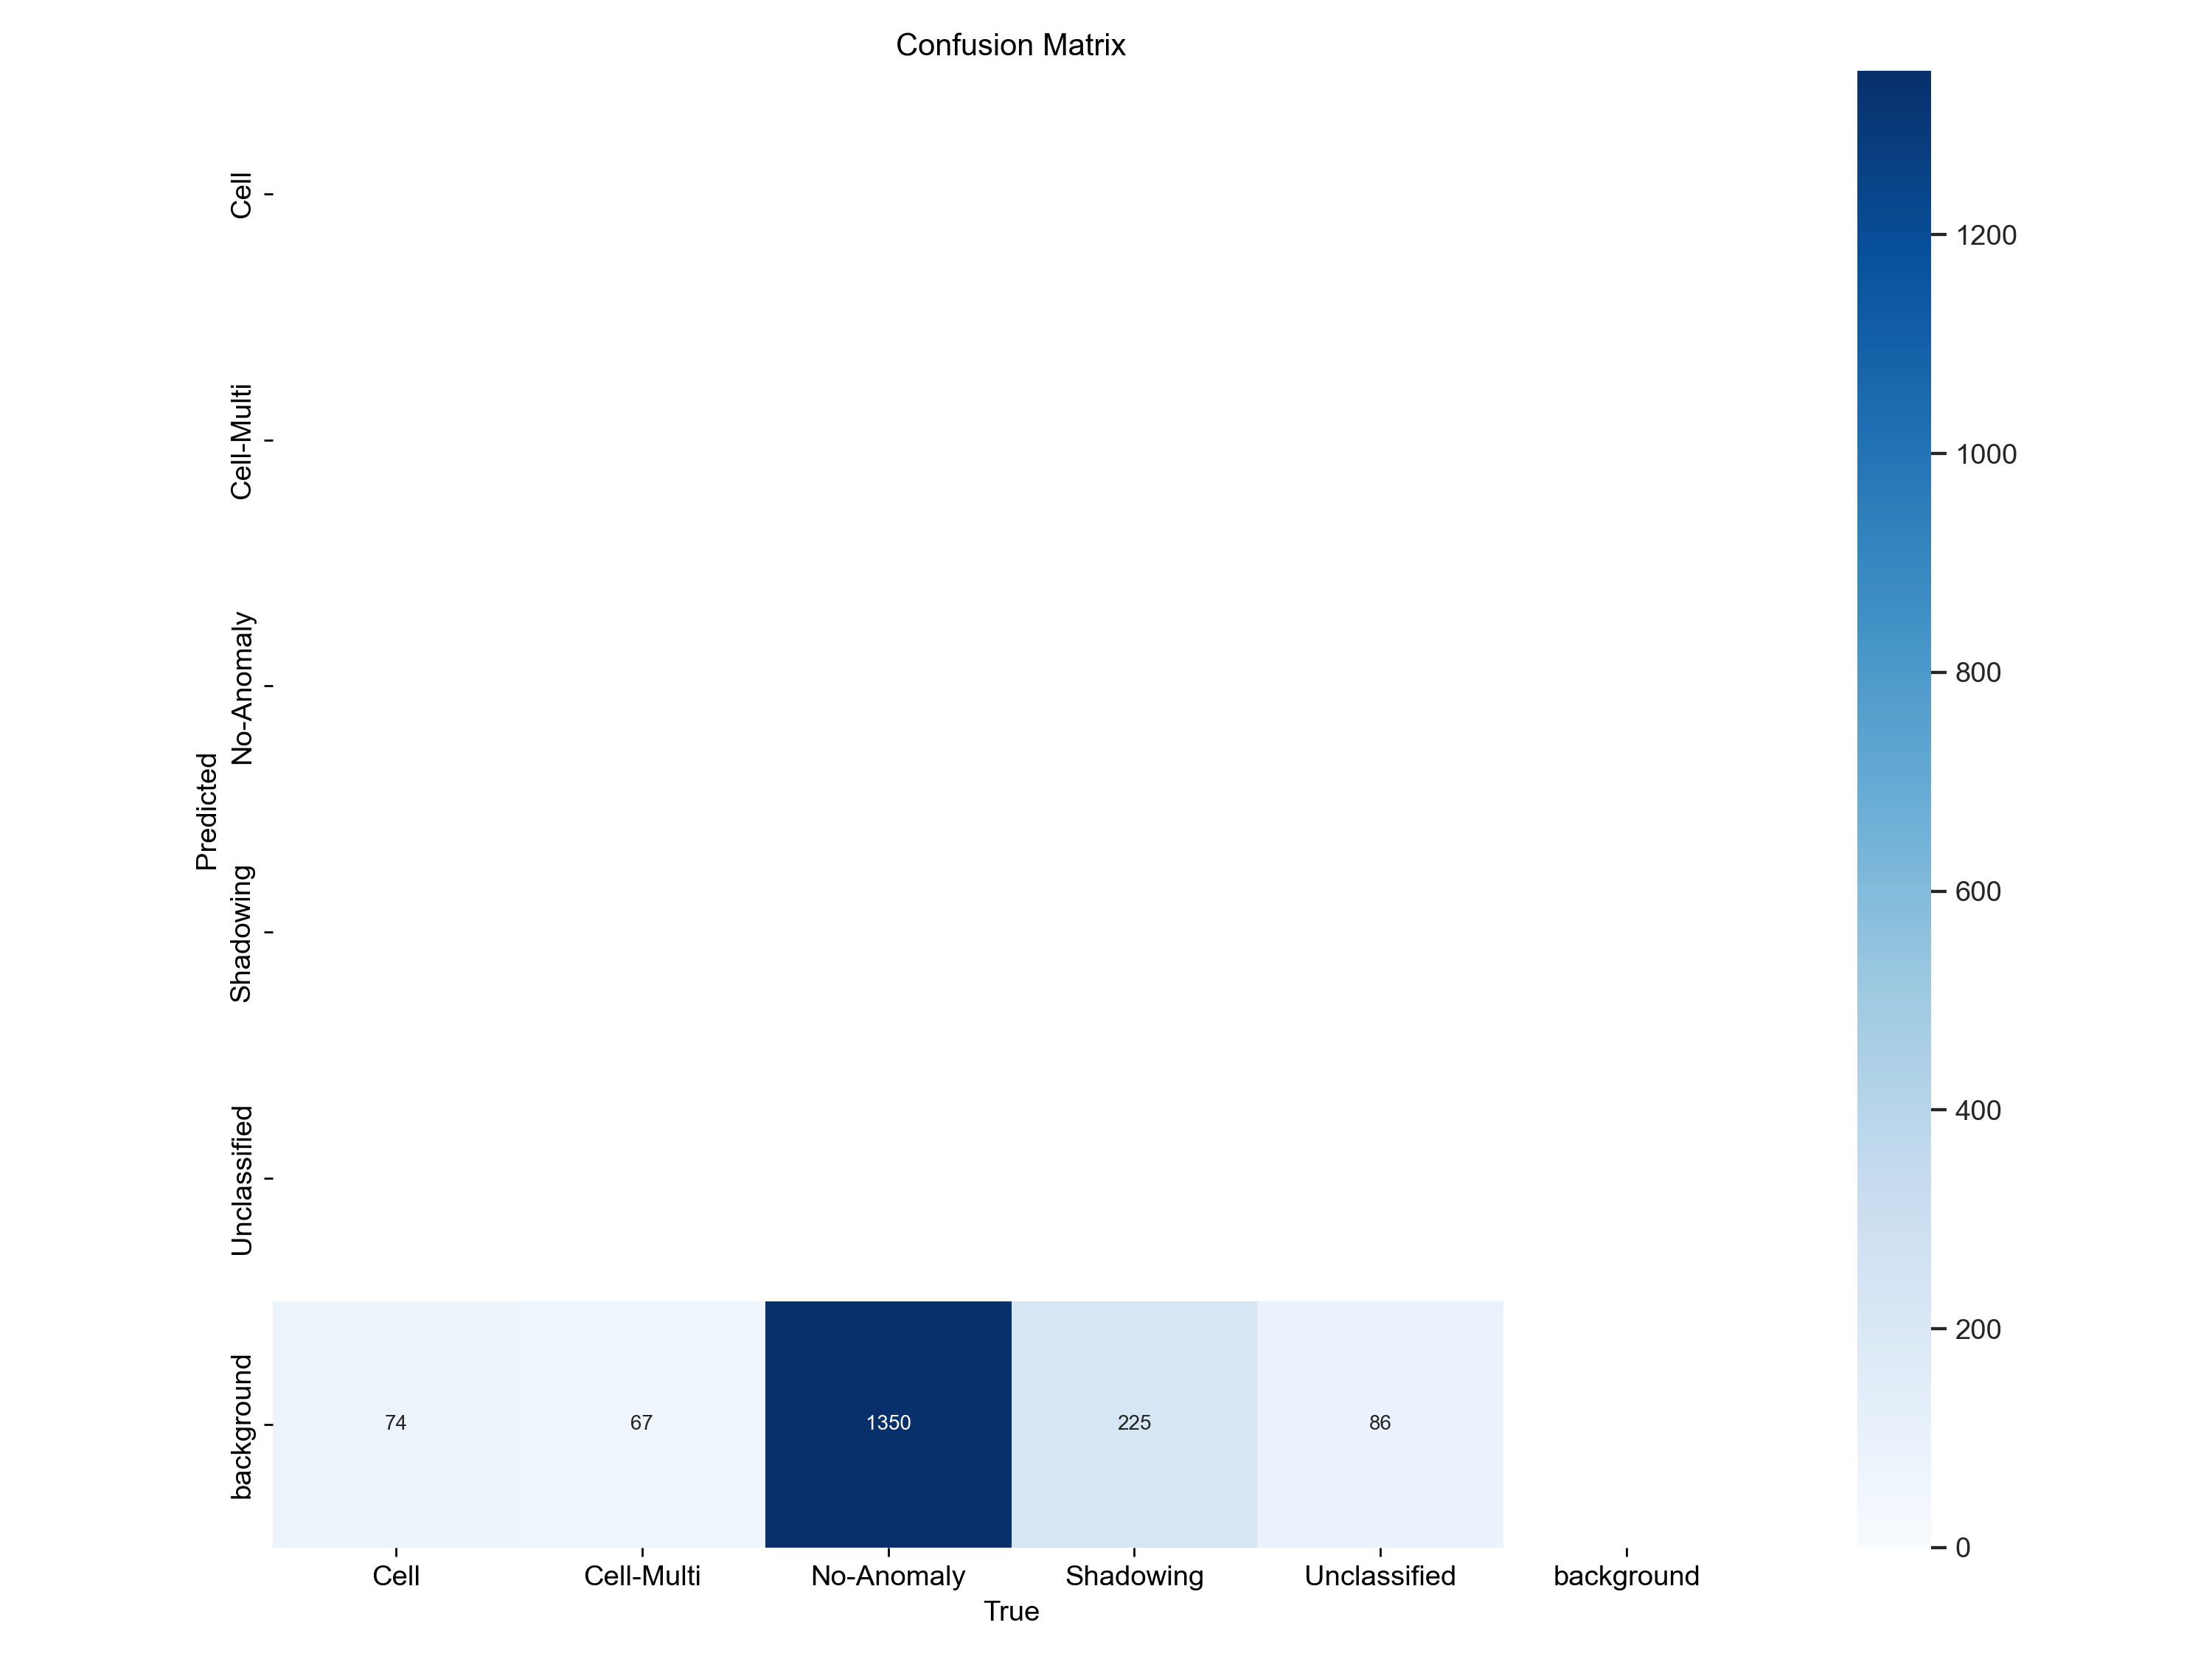 Confusion Matrix
Predicted
Cell
Cell-Multi
No-Anomaly
Shadowing
Unclassified
background
74 67 1350 225 86
Cell Cell-Multi No-Anomaly Shadowing Unclassified background
True
1200
1000
800
600
400
200
0